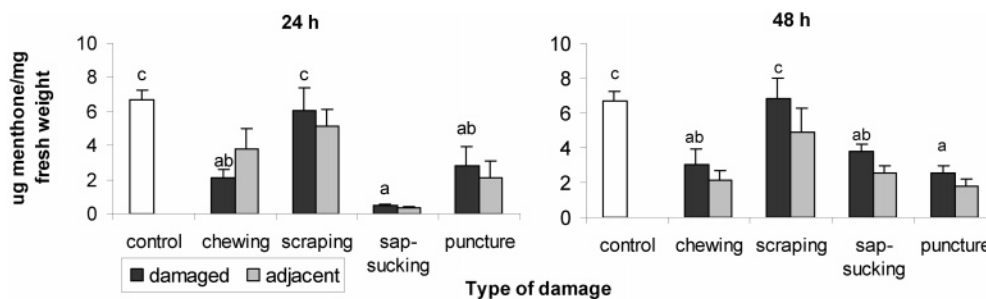 24 h
48 h
ug menthone/mg
fresh weight
10
8
6
4
2
0
c
ab
c
a
ab
control
chewing
scraping
sap-
sucking
puncture
10
8
6
4
2
0
c
ab
c
ab
a
control
chewing
scraping
sap-
sucking
puncture
damaged
adjacent
Type of damage